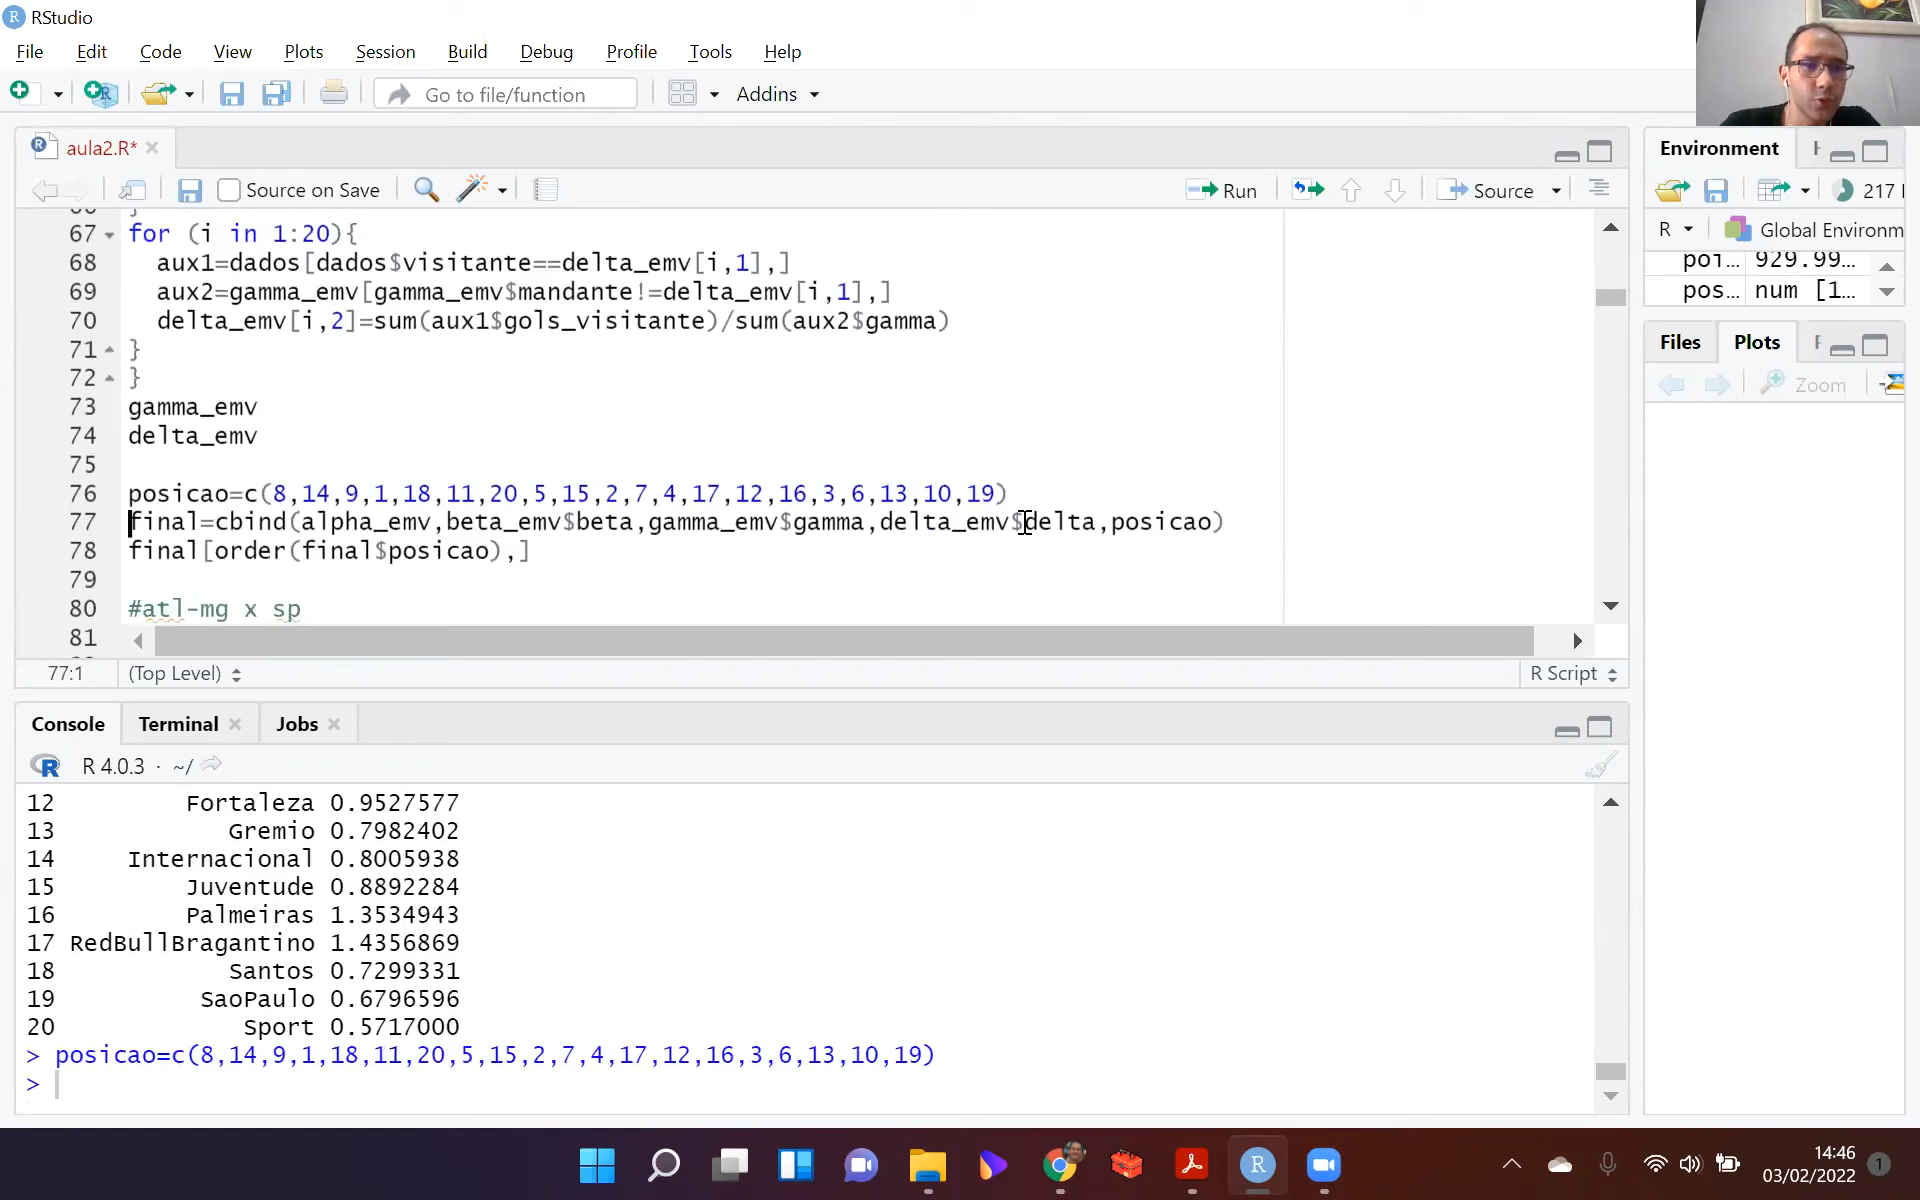 RStudio
File Edit Code View Plots Session Build Debug Profile Tools Help
Go to file/function Addins
aula2.R*
Source on Save Run Source
67 for (i in 1:20){
68 aux1=dados[dados$visitante==delta_emv[i,1],]
69 aux2=gamma_emv[gamma_emv$mandante!=delta_emv[i,1],]
70 delta_emv[i,2]=sum(aux1$gols_visitante)/sum(aux2$gamma)
71 }
72 }
73 gamma_emv
74 delta_emv
75
76 posicao=c(8,14,9,1,18,11,20,5,15,2,7,4,17,12,16,3,6,13,10,19)
77 final=cbind(alpha_emv,beta_emv$beta,gamma_emv$gamma,delta_emv$delta,posicao)
78 final[order(final$posicao),]
79
80 #atl-mg x sp
81
77:1 (Top Level) R Script
Console Terminal Jobs
R 4.0.3 · ~/
12 Fortaleza 0.9527577
13 Gremio 0.7982402
14 Internacional 0.8005938
15 Juventude 0.8892284
16 Palmeiras 1.3534943
17 RedBullBragantino 1.4356869
18 Santos 0.7299331
19 SaoPaulo 0.6796596
20 Sport 0.5717000
> posicao=c(8,14,9,1,18,11,20,5,15,2,7,4,17,12,16,3,6,13,10,19)
>
Environment
217
R Global Environm
poi… 929.99…
pos… num [1…
Files Plots
Zoom
14:46
03/02/2022
1